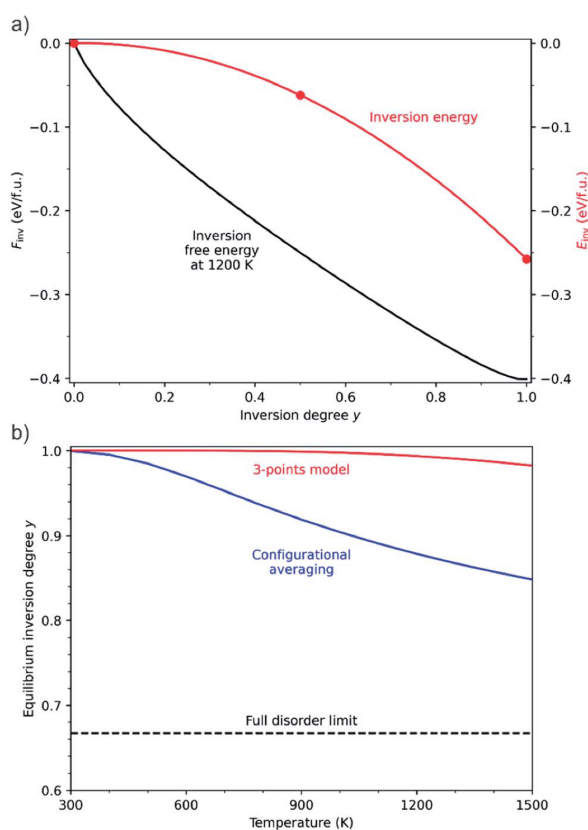 a)
0.0
−0.1
−0.2
−0.3
−0.4
F_inv (eV/f.u.)
Inversion energy
Inversion
free energy
at 1200 K
0.0
−0.1
−0.2
−0.3
−0.4
E_inv (eV/f.u.)
0.0 0.2 0.4 0.6 0.8 1.0
Inversion degree y
b)
1.0
0.9
0.8
0.7
0.6
Equilibrium inversion degree y
3-points model
Configurational
averaging
Full disorder limit
300 600 900 1200 1500
Temperature (K)